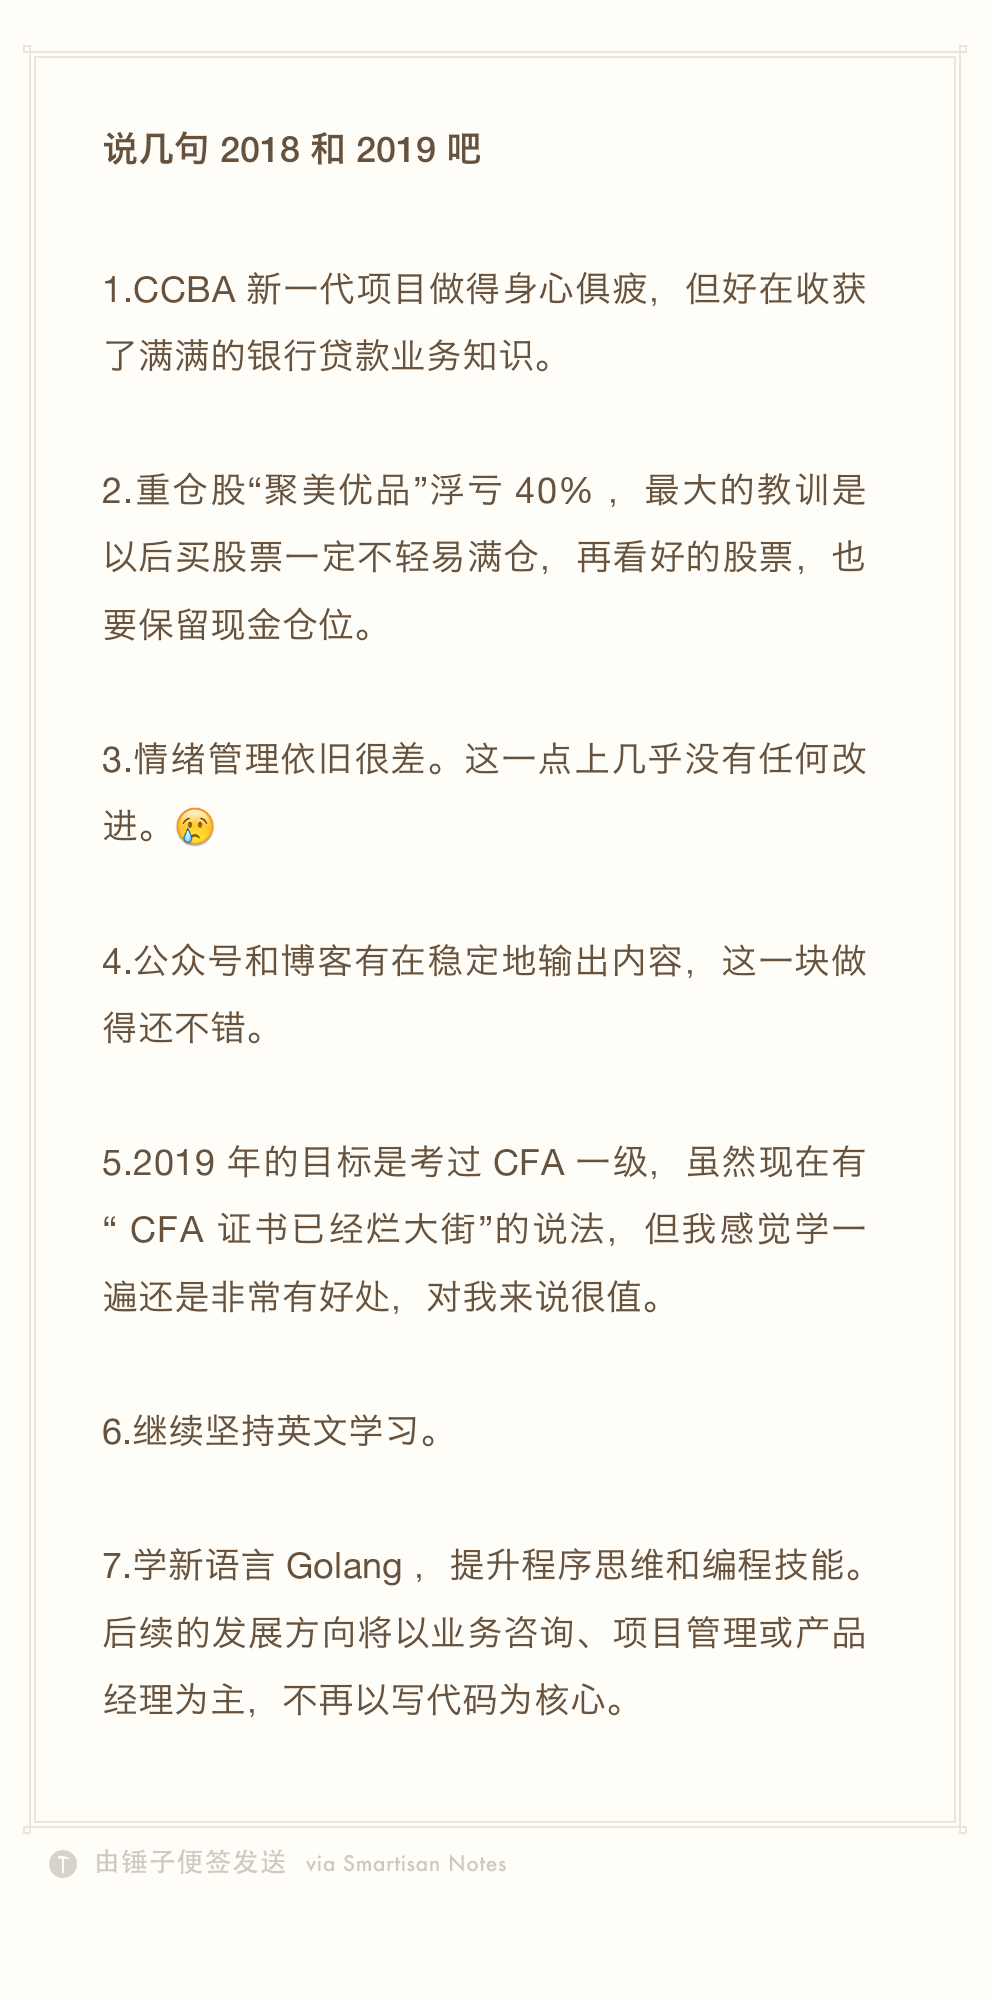 说几句 2018 和 2019 吧
1.CCBA 新一代项目做得身心俱疲，但好在收获
了满满的银行贷款业务知识。
2.重仓股“聚美优品”浮亏 40% ，最大的教训是
以后买股票一定不轻易满仓，再看好的股票，也
要保留现金仓位。
3.情绪管理依旧很差。这一点上几乎没有任何改
进。😢
4.公众号和博客有在稳定地输出内容，这一块做
得还不错。
5.2019 年的目标是考过 CFA 一级，虽然现在有
“ CFA 证书已经烂大街”的说法，但我感觉学一
遍还是非常有好处，对我来说很值。
6.继续坚持英文学习。
7.学新语言 Golang ，提升程序思维和编程技能。
后续的发展方向将以业务咨询、项目管理或产品
经理为主，不再以写代码为核心。
由锤子便签发送 via Smartisan Notes